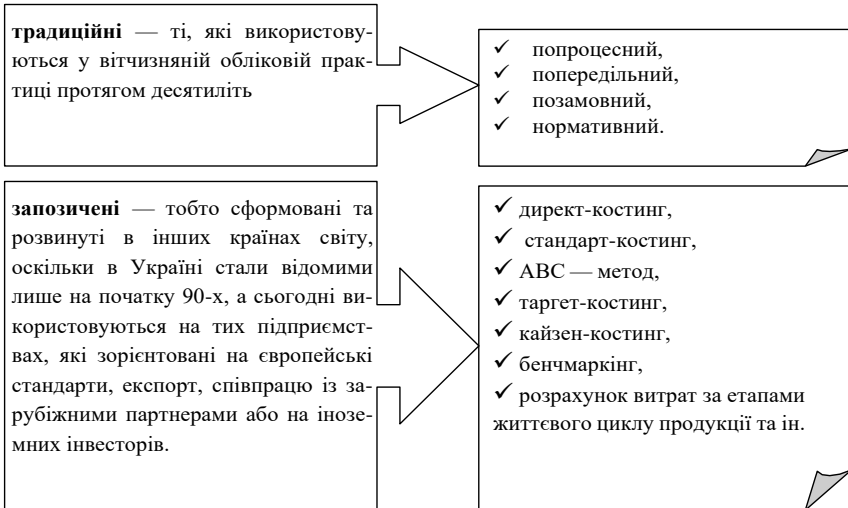 традиційні — ті, які використову-
ються у вітчизняній обліковій прак-
тиці протягом десятиліть
✓ попроцесний,
✓ попередільний,
✓ позамовний,
✓ нормативний.
запозичені — тобто сформовані та
розвинуті в інших країнах світу,
оскільки в Україні стали відомими
лише на початку 90-х, а сьогодні ви-
користовуються на тих підприємст-
вах, які зорієнтовані на європейські
стандарти, експорт, співпрацю із за-
рубіжними партнерами або на інозе-
мних інвесторів.
✓ директ-костинг,
✓ стандарт-костинг,
✓ АВС — метод,
✓ таргет-костинг,
✓ кайзен-костинг,
✓ бенчмаркінг,
✓ розрахунок витрат за етапами
життєвого циклу продукції та ін.